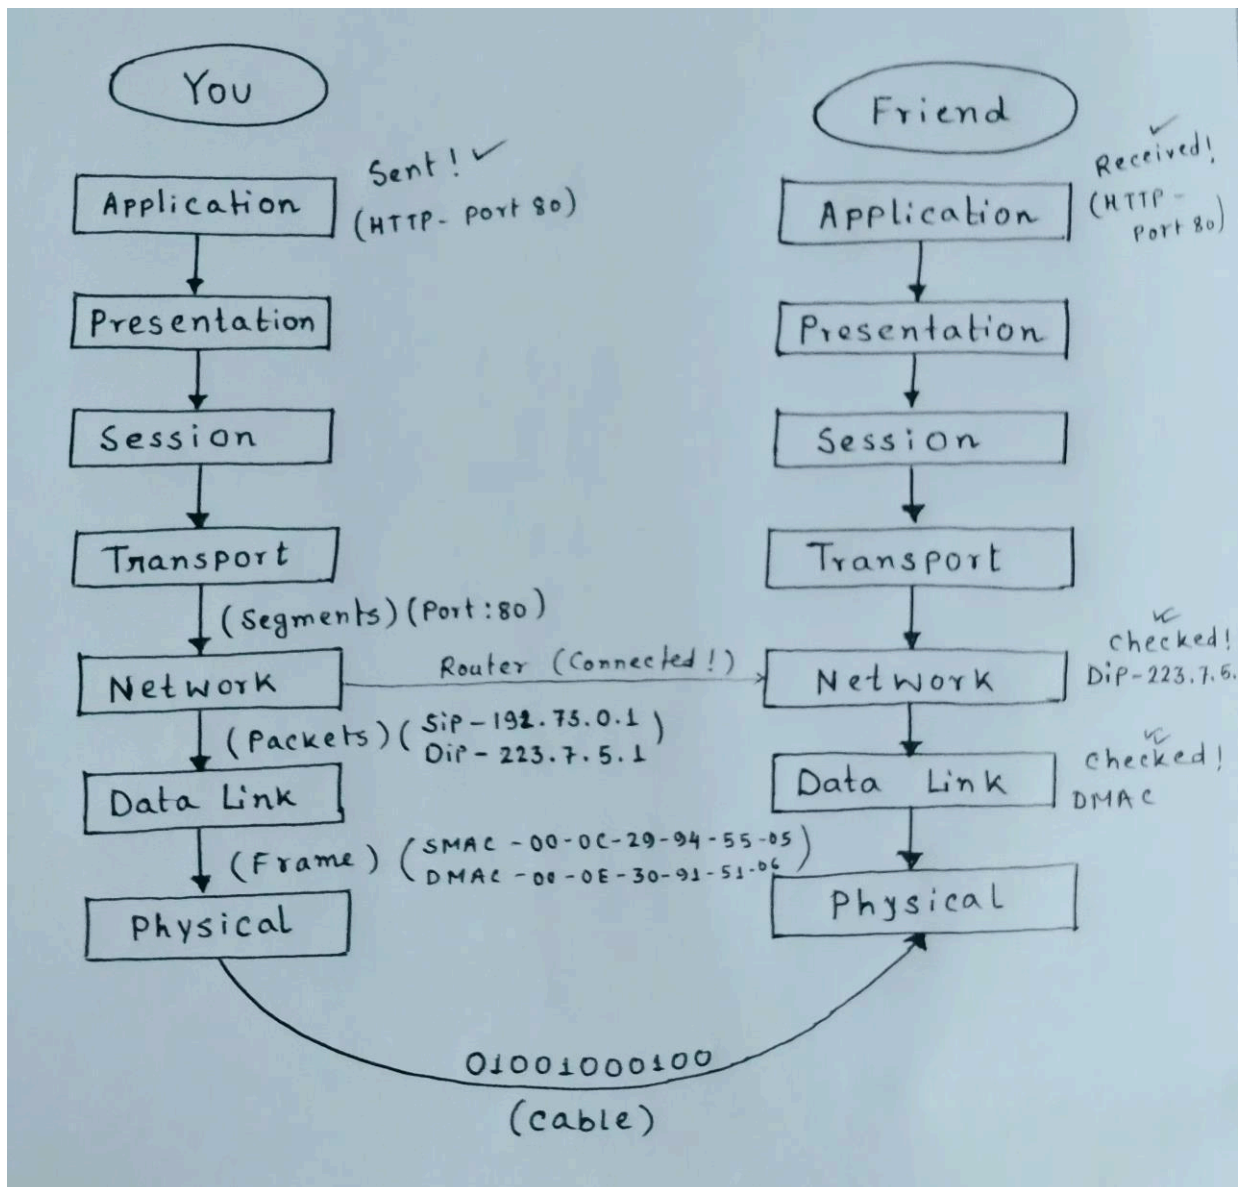 You
Application
Sent! ✓
(HTTP - Port 80)
Presentation
Session
Transport
(Segments) (Port:80)
Network
Router (Connected!)
(Packets) (SiP - 192.75.0.1
DiP - 223.7.5.1)
Data Link
(Frame) (SMAC - 00-0C-29-94-55-05
DMAC - 00-0E-30-91-51-06)
Physical
01001000100
(cable)
Friend
Application
Received!
(HTTP -
Port 80)
Presentation
Session
Transport
Network
checked!
DiP - 223.7.5.
Data Link
checked!
DMAC
Physical